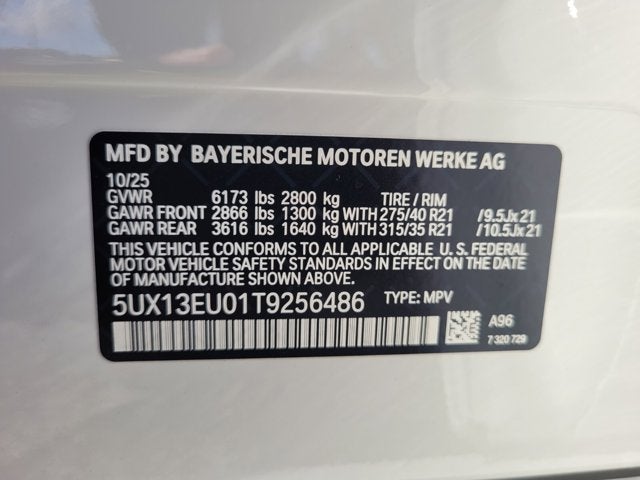 MFD BY BAYERISCHE MOTOREN WERKE AG
10/25
GVWR 6173 lbs 2800 kg TIRE / RIM
GAWR FRONT 2866 lbs 1300 kg WITH 275/40 R21 /9.5Jx21
GAWR REAR 3616 lbs 1640 kg WITH 315/35 R21 /10.5Jx21
THIS VEHICLE CONFORMS TO ALL APPLICABLE U. S. FEDERAL
MOTOR VEHICLE SAFETY STANDARDS IN EFFECT ON THE DATE
OF MANUFACTURE SHOWN ABOVE.
5UX13EU01T9256486 TYPE: MPV
A96
7 320 729